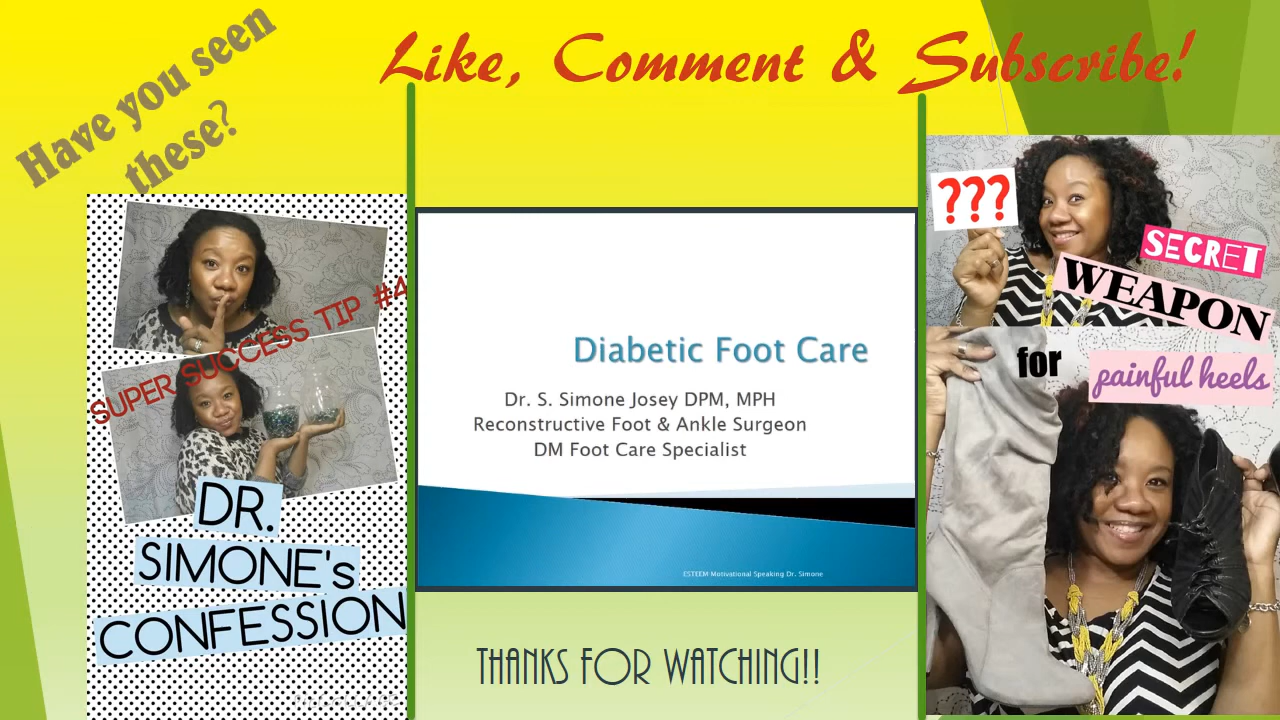 Have you seen
these?
Like, Comment & Subscribe!
SUPER SUCCESS TIP #4
DR.
SIMONE's
CONFESSION
Diabetic Foot Care
Dr. S. Simone Josey DPM, MPH
Reconstructive Foot & Ankle Surgeon
DM Foot Care Specialist
ESTEEM Motivational Speaking Dr. Simone
THANKS FOR WATCHING!!
???
SECRET
WEAPON
for
painful heels